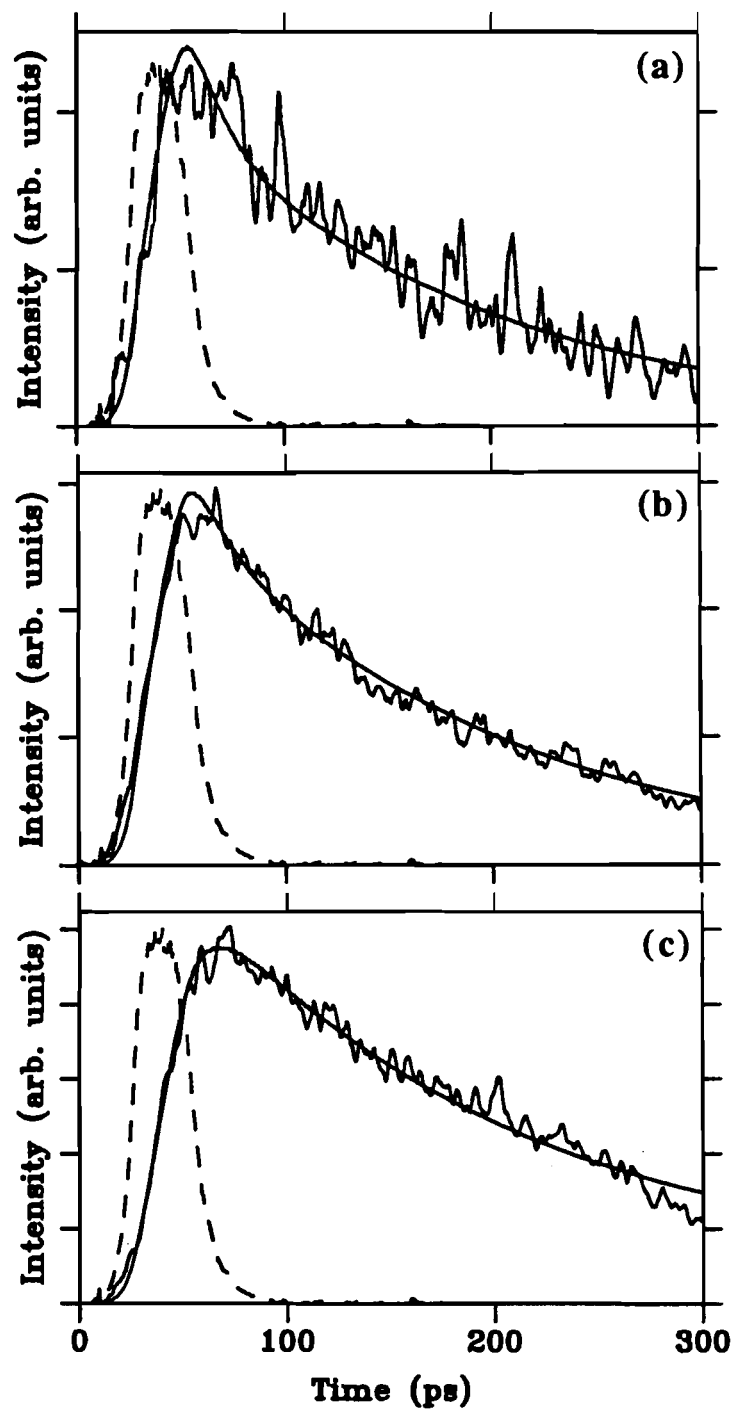 (a)
Intensity (arb. units)
(b)
Intensity (arb. units)
(c)
Intensity (arb. units)
0 100 200 300
Time (ps)